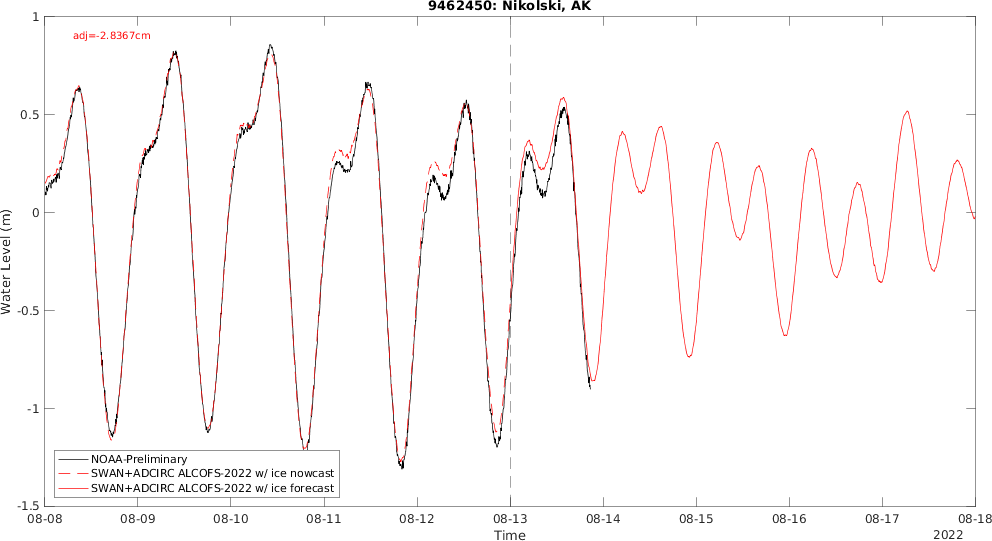 9462450: Nikolski, AK
adj=-2.8367cm
1
0.5
0
-0.5
-1
-1.5
Water Level (m)
NOAA-Preliminary
SWAN+ADCIRC ALCOFS-2022 w/ ice nowcast
SWAN+ADCIRC ALCOFS-2022 w/ ice forecast
08-08 08-09 08-10 08-11 08-12 08-13 08-14 08-15 08-16 08-17 08-18
Time
2022